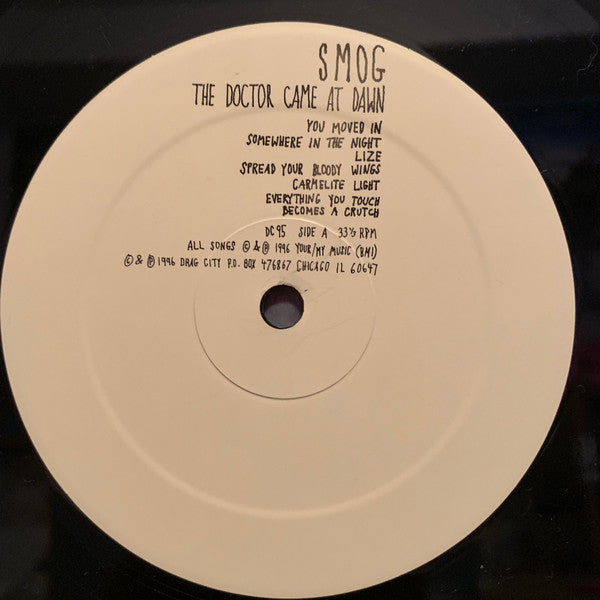 SMOG
THE DOCTOR CAME AT DAWN
YOU MOVED IN
SOMEWHERE IN THE NIGHT
LIZE
SPREAD YOUR BLOODY WINGS
CARMELITE LIGHT
EVERYTHING YOU TOUCH
BECOMES A CRUTCH
DC95 SIDE A 33⅓ RPM
ALL SONGS © & ℗ 1996 YOUR/MY MUSIC (BMI)
© & ℗ 1996 DRAG CITY P.O. BOX 476867 CHICAGO IL 60647